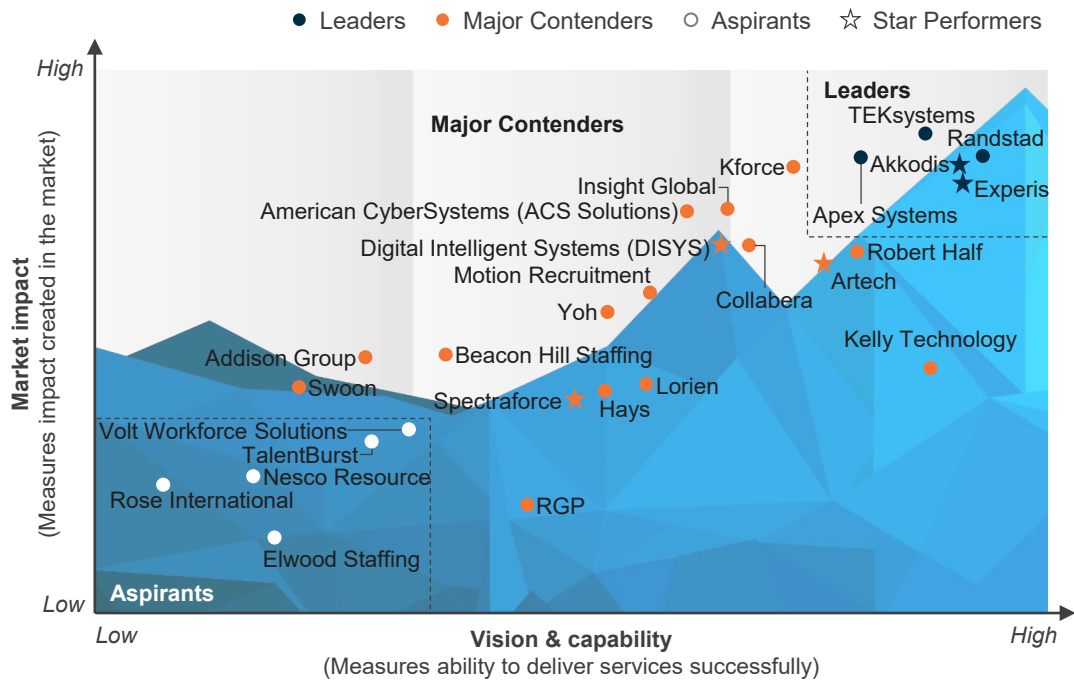 Leaders
Major Contenders
Aspirants
Star Performers
High
Leaders
TEKsystems
Major Contenders
Randstad
Kforce
Akkodis
Insight Global
Experis
American CyberSystems (ACS Solutions)
Apex Systems
Digital Intelligent Systems (DISYS)
Robert Half
Motion Recruitment
Artech
Collabera
Yoh
Kelly Technology
Addison Group
Beacon Hill Staffing
Swoon
Lorien
Spectraforce
Hays
Volt Workforce Solutions
TalentBurst
Nesco Resource
Rose International
RGP
Elwood Staffing
Aspirants
Low
Market impact
(Measures impact created in the market)
Low
Vision & capability
High
(Measures ability to deliver services successfully)